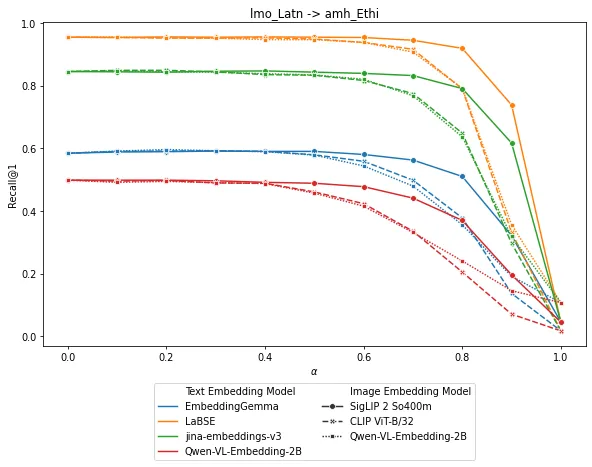 lmo_Latn -> amh_Ethi
1.0
0.8
0.6
0.4
0.2
0.0
Recall@1
0.0 0.2 0.4 0.6 0.8 1.0
α
Text Embedding Model
EmbeddingGemma
LaBSE
jina-embeddings-v3
Qwen-VL-Embedding-2B
Image Embedding Model
SigLIP 2 So400m
CLIP ViT-B/32
Qwen-VL-Embedding-2B